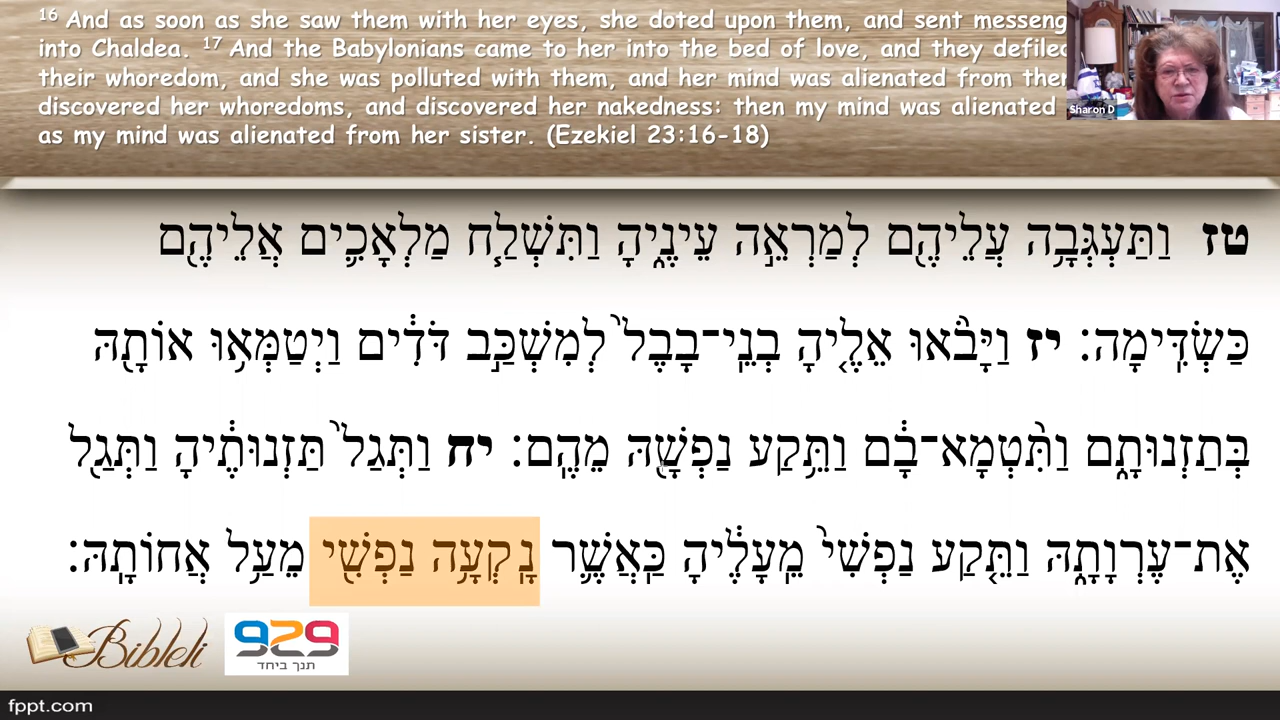 16 And as soon as she saw them with her eyes, she doted upon them, and sent messeng
into Chaldea. 17 And the Babylonians came to her into the bed of love, and they defiled
their whoredom, and she was polluted with them, and her mind was alienated from ther
discovered her whoredoms, and discovered her nakedness: then my mind was alienated
as my mind was alienated from her sister. (Ezekiel 23:16-18)
Sharon D
טז וַתַּעְגְּבָ֥ה עֲלֵיהֶ֖ם לְמַרְאֵ֣ה עֵינֶ֑יהָ וַתִּשְׁלַ֧ח מַלְאָכִ֛ים אֲלֵיהֶ֖ם
כַּשְׂדִּֽימָה׃ יז וַיָּבֹ֨אוּ אֵלֶ֤יהָ בְנֵֽי־בָבֶל֙ לְמִשְׁכַּ֣ב דֹּדִ֔ים וַיְטַמְּא֥וּ אוֹתָ֖הּ
בְּתַזְנוּתָ֑ם וַתִּ֨טְמָא־בָ֔ם וַתֵּ֥קַע נַפְשָׁ֖הּ מֵהֶֽם׃ יח וַתְּגַל֙ תַּזְנוּתֶ֔יהָ וַתְּגַ֖ל
אֶת־עֶרְוָתָ֑הּ וַתֵּ֤קַע נַפְשִׁי֙ מֵֽעָלֶ֔יהָ כַּאֲשֶׁ֛ר נָֽקְעָ֥ה נַפְשִׁ֖י מֵעַ֥ל אֲחוֹתָֽהּ׃
Bibleli
929
תנך ביחד
fppt.com